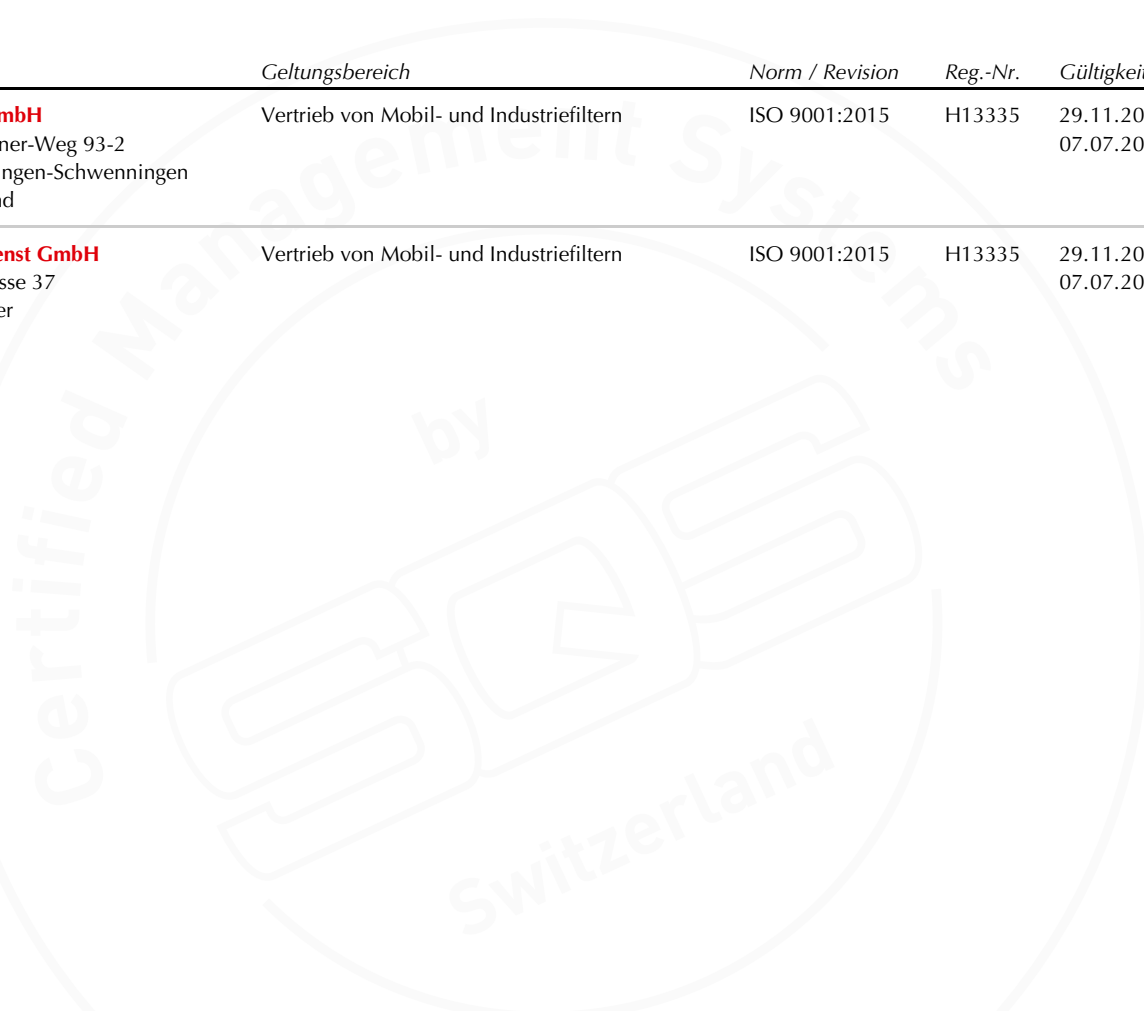 Geltungsbereich Norm / Revision Reg.-Nr. Gültigkeit
mbH Vertrieb von Mobil- und Industriefiltern ISO 9001:2015 H13335 29.11.20
ner-Weg 93-2 07.07.20
ngen-Schwenningen
nd
enst GmbH Vertrieb von Mobil- und Industriefiltern ISO 9001:2015 H13335 29.11.20
sse 37 07.07.20
er
Certified Management Systems
by
SQS
Switzerland